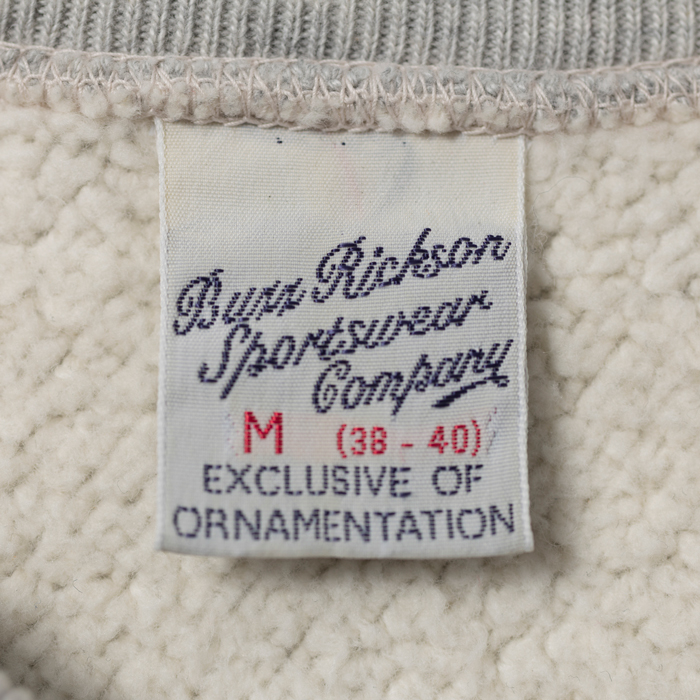 Buzz Rickson
Sportswear
Company
M (38 - 40)
EXCLUSIVE OF
ORNAMENTATION